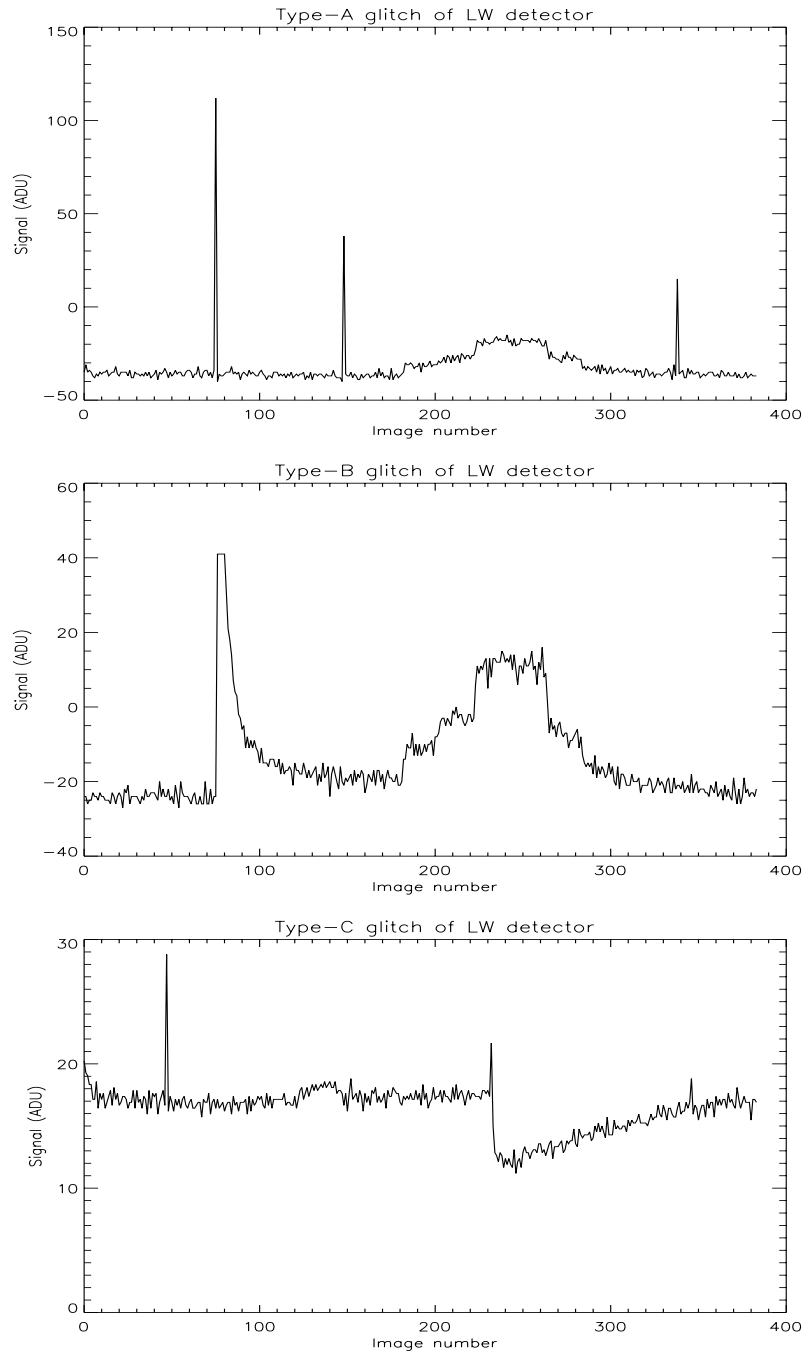 Type-A glitch of LW detector
150
100
50
0
-50
Signal (ADU)
0 100 200 300 400
Image number
Type-B glitch of LW detector
60
40
20
0
-20
-40
Signal (ADU)
0 100 200 300 400
Image number
Type-C glitch of LW detector
30
20
10
0
Signal (ADU)
0 100 200 300 400
Image number